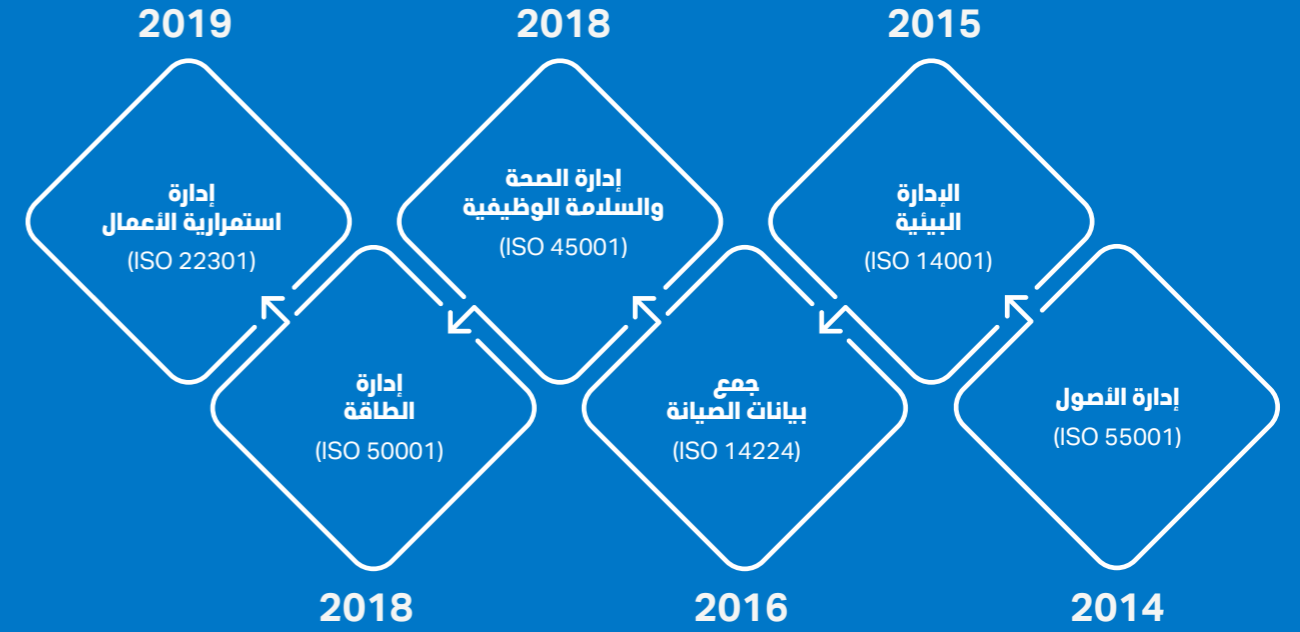 2014
إدارة الأصول
(ISO 55001)
2015
الإدارة
البيئية
(ISO 14001)
2016
جمع
بيانات الصيانة
(ISO 14224)
2018
إدارة الصحة
والسلامة الوظيفية
(ISO 45001)
2018
إدارة
الطاقة
(ISO 50001)
2019
إدارة
استمرارية الأعمال
(ISO 22301)